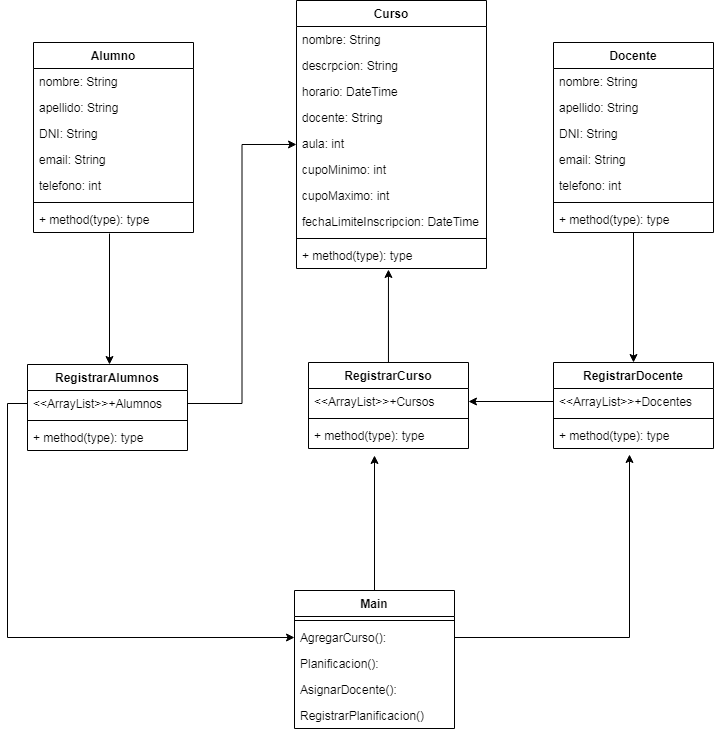 Alumno
nombre: String
apellido: String
DNI: String
email: String
telefono: int
+ method(type): type
Curso
nombre: String
descrpcion: String
horario: DateTime
docente: String
aula: int
cupoMinimo: int
cupoMaximo: int
fechaLimiteInscripcion: DateTime
+ method(type): type
Docente
nombre: String
apellido: String
DNI: String
email: String
telefono: int
+ method(type): type
RegistrarAlumnos
<<ArrayList>>+Alumnos
+ method(type): type
RegistrarCurso
<<ArrayList>>+Cursos
+ method(type): type
RegistrarDocente
<<ArrayList>>+Docentes
+ method(type): type
Main
AgregarCurso():
Planificacion():
AsignarDocente():
RegistrarPlanificacion()